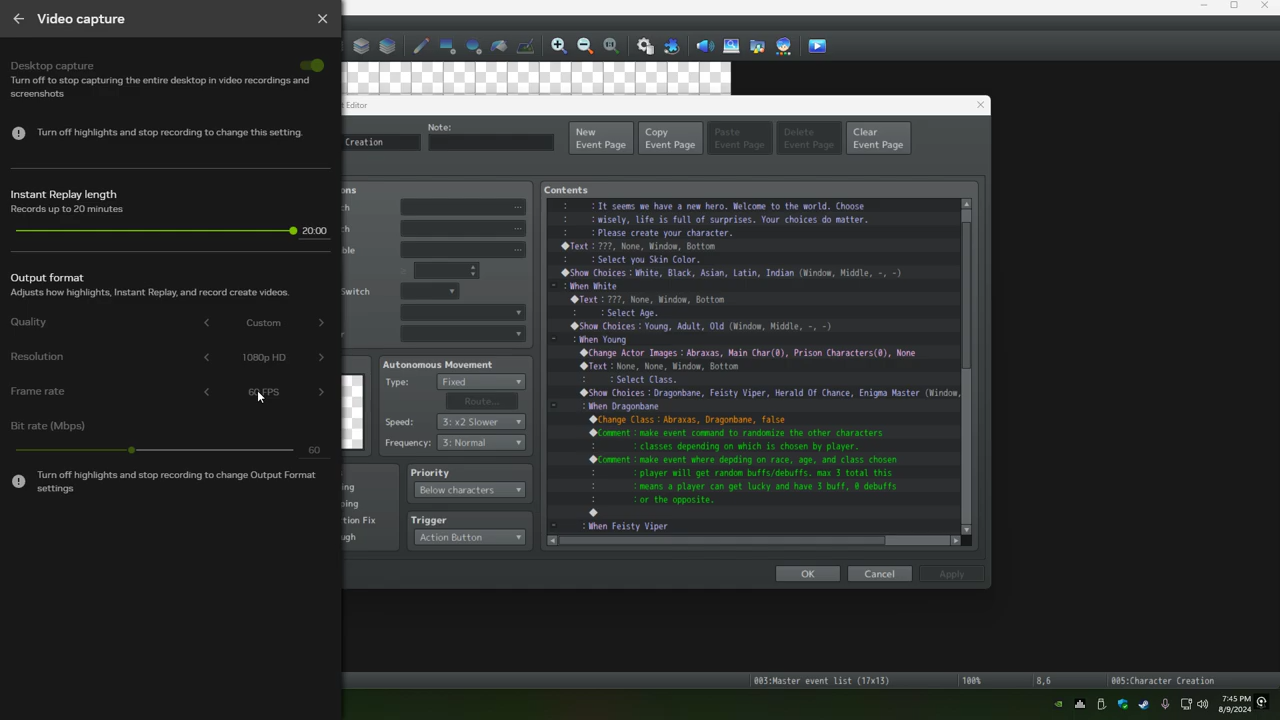 Video capture
Desktop capture
Turn off to stop capturing the entire desktop in video recordings and
screenshots
Turn off highlights and stop recording to change this setting.
Instant Replay length
Records up to 20 minutes
20:00
Output format
Adjusts how highlights, Instant Replay, and record create videos.
Quality
Custom
Resolution
1080p HD
Frame rate
60 FPS
Bit rate (Mbps)
60
Turn off highlights and stop recording to change Output Format
settings
Editor
Creation
Note:
New
Event Page
Copy
Event Page
Paste
Event Page
Delete
Event Page
Clear
Event Page
Switch
Autonomous Movement
Type:
Fixed
Route...
Speed:
3: x2 Slower
Frequency:
3: Normal
Priority
Below characters
Trigger
Action Button
Contents
: :It seems we have a new hero. Welcome to the world. Choose
: :wisely, life is full of surprises. Your choices do matter.
: :Please create your character.
◆Text:???, None, Window, Bottom
: :Select you Skin Color.
◆Show Choices:White, Black, Asian, Latin, Indian (Window, Middle, -, -)
:When White
◆Text:???, None, Window, Bottom
: :Select Age.
◆Show Choices:Young, Adult, Old (Window, Middle, -, -)
:When Young
◆Change Actor Images:Abraxas, Main Char(0), Prison Characters(0), None
◆Text:None, None, Window, Bottom
: :Select Class.
◆Show Choices:Dragonbane, Feisty Viper, Herald Of Chance, Enigma Master (Window,
:When Dragonbane
◆Change Class:Abraxas, Dragonbane, false
◆Comment:make event command to randomize the other characters
: :classes depending on which is chosen by player.
◆Comment:make event where depding on race, age, and class chosen
: :player will get random buffs/debuffs. max 3 total this
: :means a player can get lucky and have 3 buff, 0 debuffs
: :or the opposite.
◆
:When Feisty Viper
OK
Cancel
Apply
003:Master event list (17x13)
100%
8,6
005:Character Creation
7:45 PM
8/9/2024